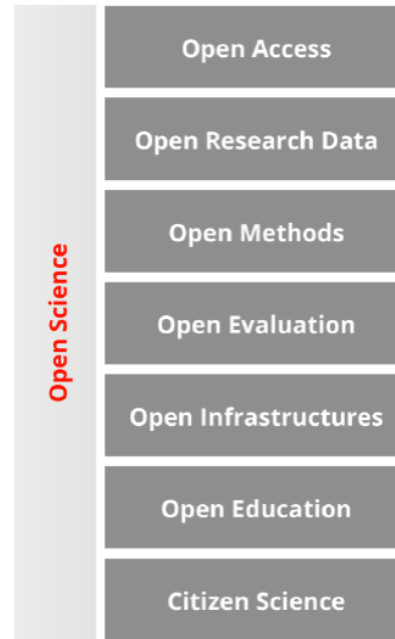 Open Science
Open Access
Open Research Data
Open Methods
Open Evaluation
Open Infrastructures
Open Education
Citizen Science